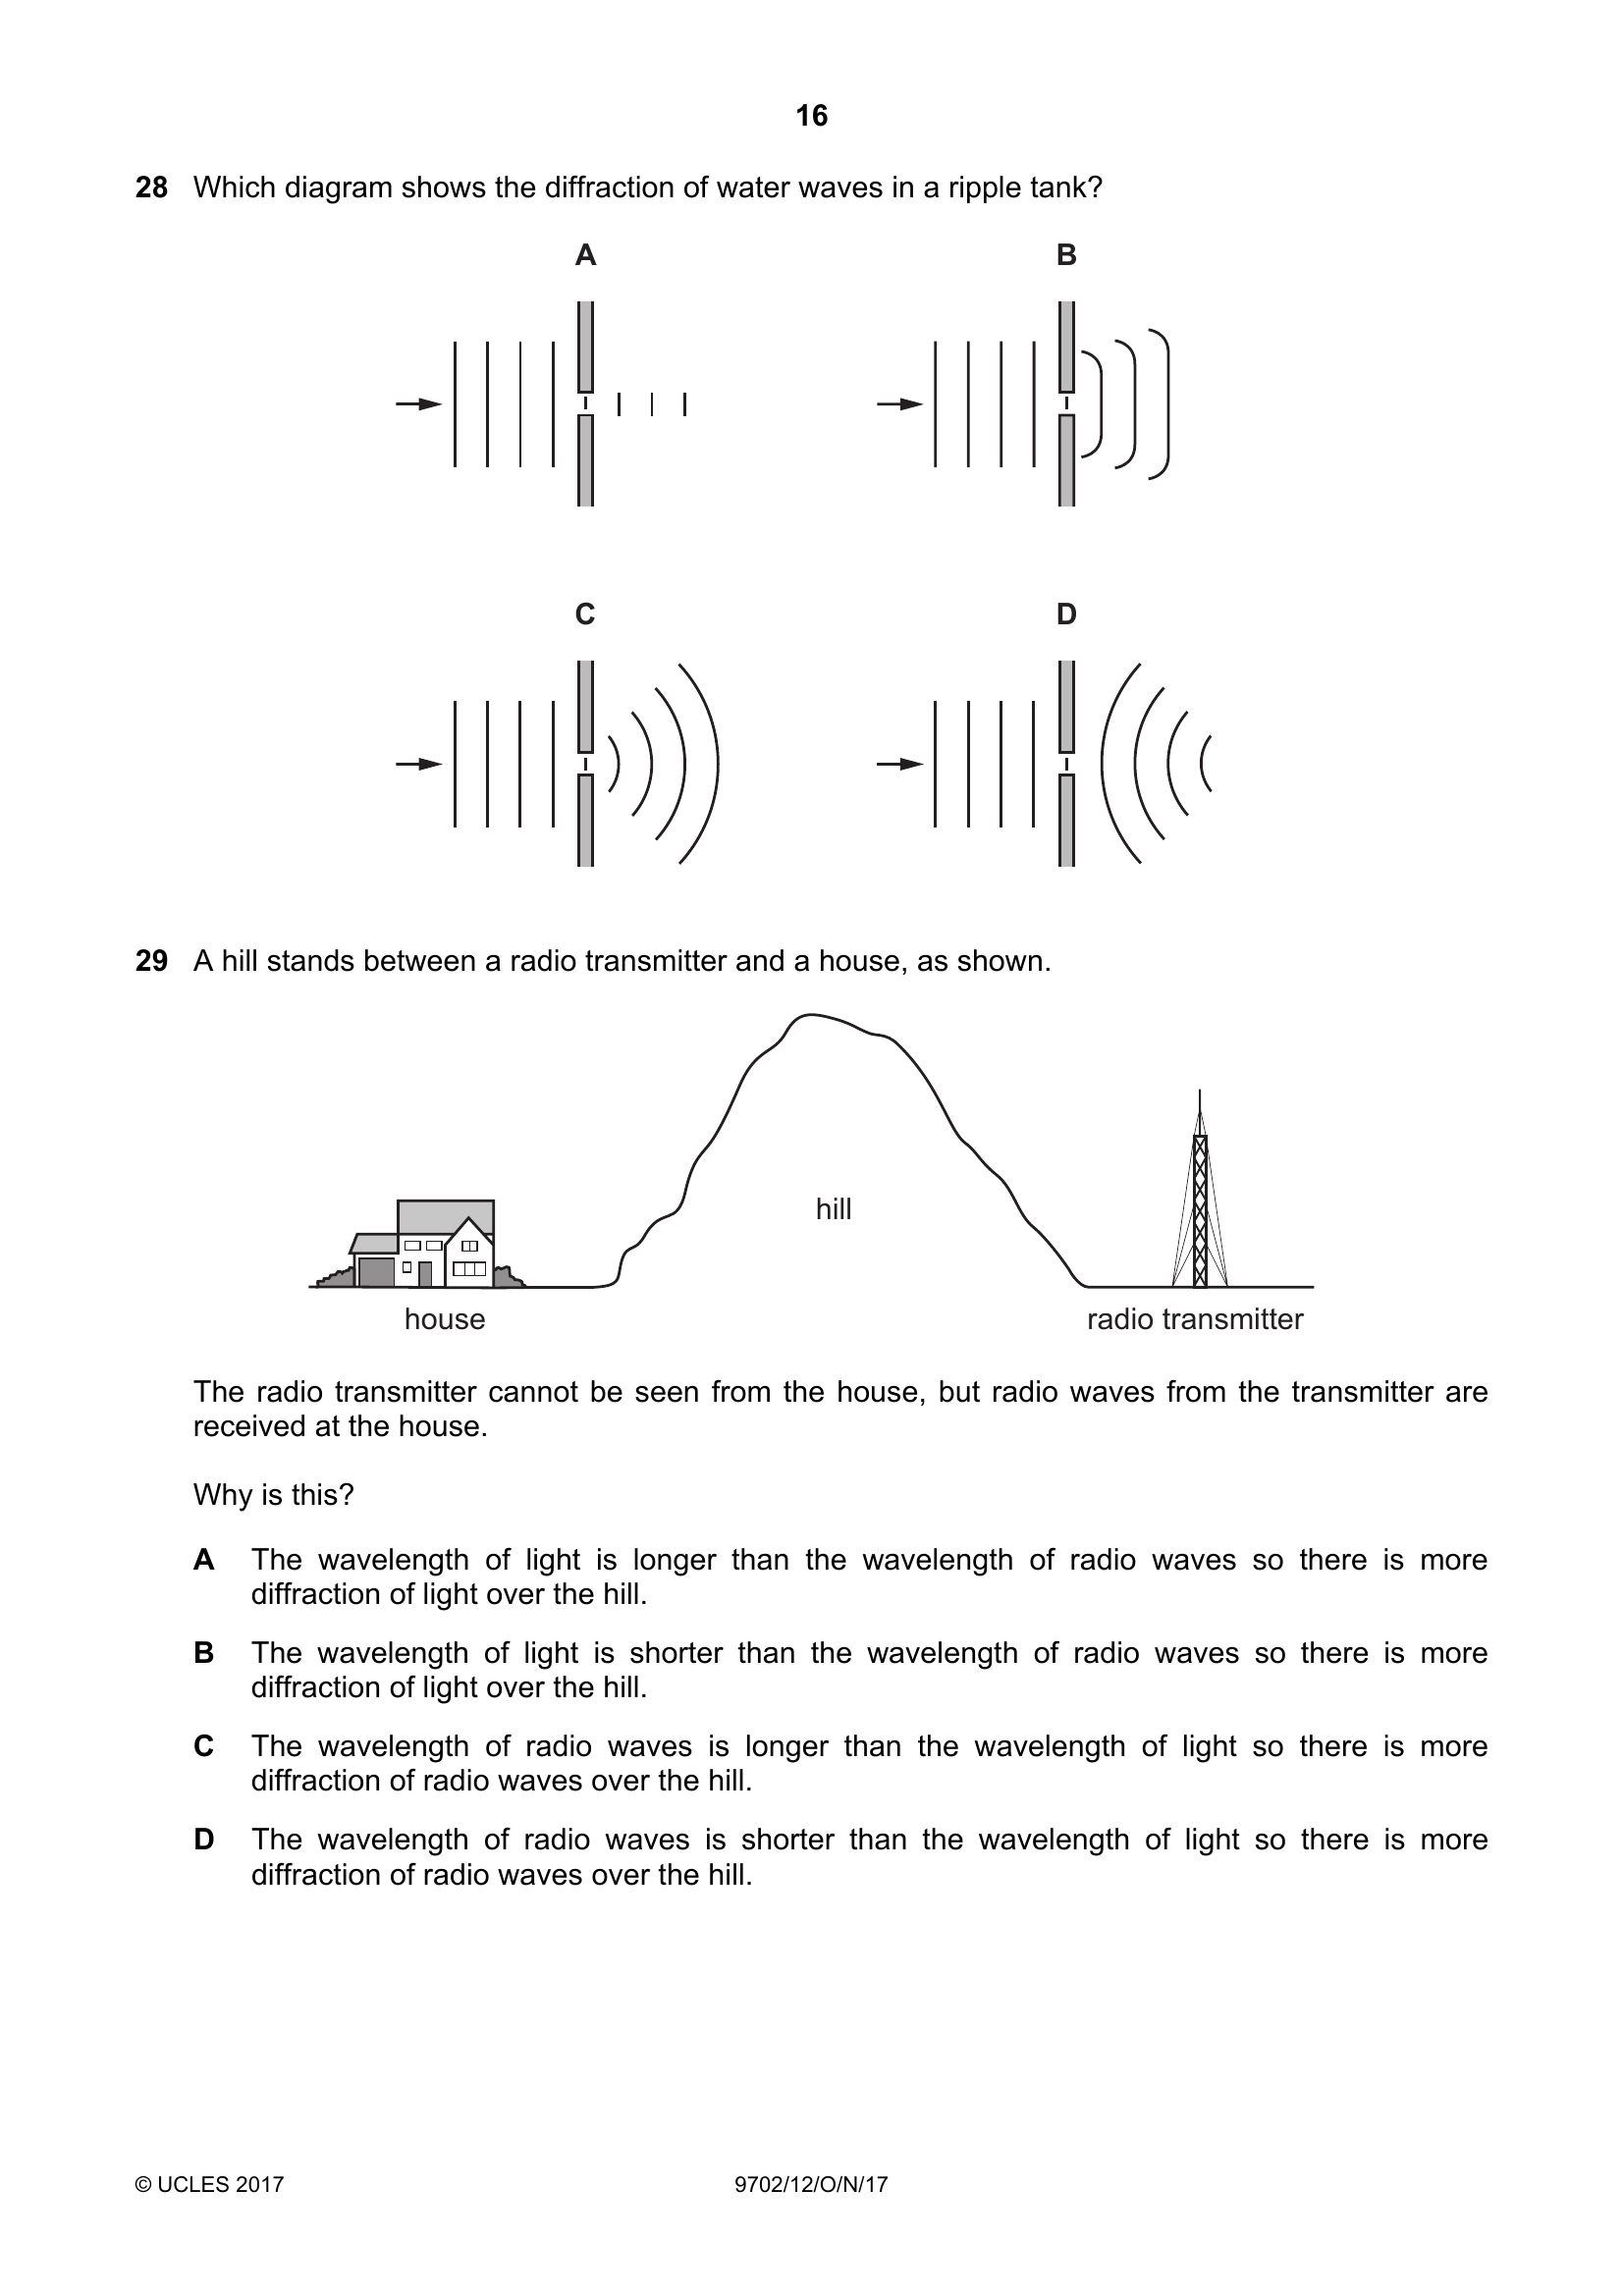 16
28 Which diagram shows the diffraction of water waves in a ripple tank?
A B
C D
29 A hill stands between a radio transmitter and a house, as shown.
hill
house radio transmitter
The radio transmitter cannot be seen from the house, but radio waves from the transmitter are
received at the house.
Why is this?
A The wavelength of light is longer than the wavelength of radio waves so there is more
diffraction of light over the hill.
B The wavelength of light is shorter than the wavelength of radio waves so there is more
diffraction of light over the hill.
C The wavelength of radio waves is longer than the wavelength of light so there is more
diffraction of radio waves over the hill.
D The wavelength of radio waves is shorter than the wavelength of light so there is more
diffraction of radio waves over the hill.
© UCLES 2017 9702/12/O/N/17